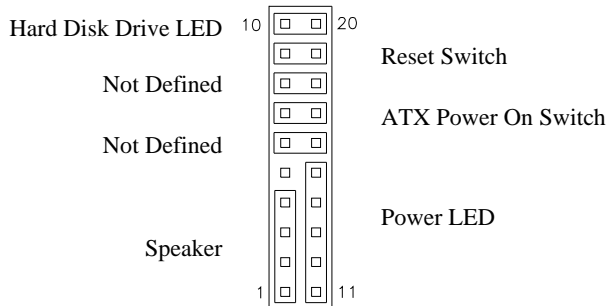 Hard Disk Drive LED 10 20
Reset Switch
Not Defined
ATX Power On Switch
Not Defined
Power LED
Speaker
1 11